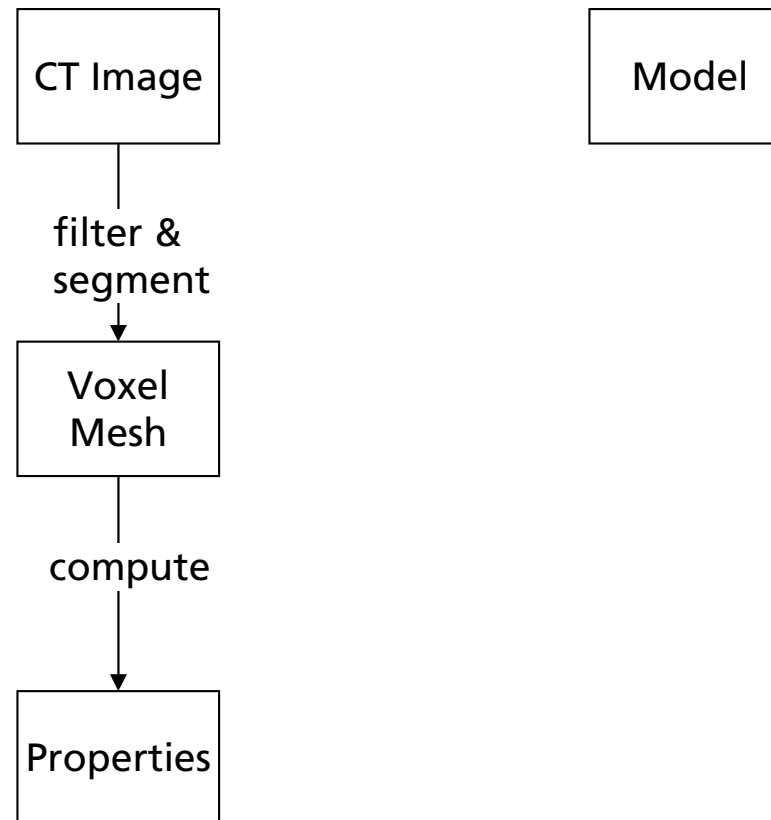 CT Image
Model
filter &
segment
Voxel
Mesh
compute
Properties